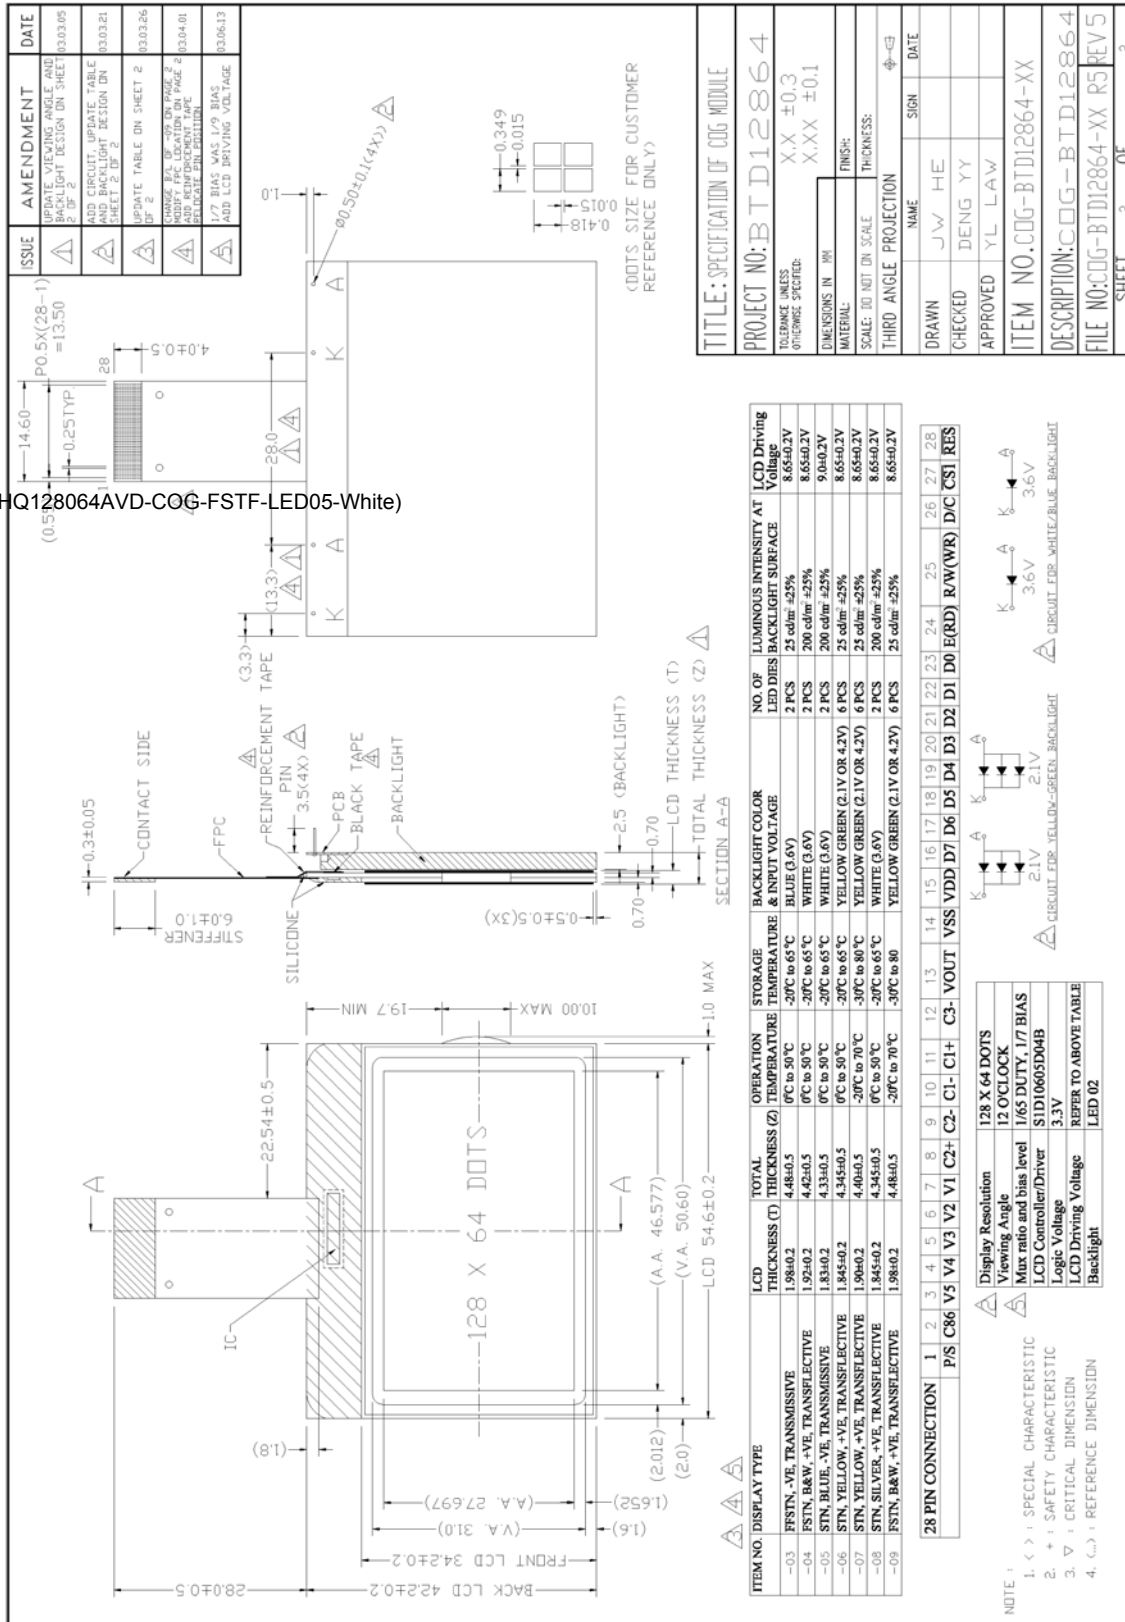 HQ128064AVD-COG-FSTF-LED05-White)
ISSUE AMENDMENT DATE
1 UPDATE VIEWING ANGLE AND BACKLIGHT DESIGN ON SHEET 2 OF 2 03.03.05
2 ADD CIRCUIT, UPDATE TABLE AND BACKLIGHT DESIGN ON SHEET 2 OF 2 03.03.21
3 UPDATE TABLE ON SHEET 2 OF 2 03.03.26
4 CHANGE B/L OF -09 ON PAGE 2 MODIFY FPC LOCATION ON PAGE 2 ADD REINFORCEMENT TAPE RELOCATE PIN POSITION 03.04.01
5 1/7 BIAS WAS 1/9 BIAS ADD LCD DRIVING VOLTAGE 03.06.13
28.0±0.5
BACK LCD 42.2±0.2
FRONT LCD 34.2±0.2
(V.A. 31.0)
(A.A. 27.697)
(1.8)
(1.6)
(1.652)
22.54±0.5
A
A
IC
128 X 64 DOTS
(A.A. 46.577)
(V.A. 50.60)
LCD 54.6±0.2
(2.012)
(2.0)
19.7 MIN
10.00 MAX
1.0 MAX
0.3±0.05
CONTACT SIDE
FPC
STIFFENER
6.0±1.0
SILICONE
REINFORCEMENT TAPE 4
PIN
3.5(4X) 2
PCB
BLACK TAPE 4
BACKLIGHT
0.5±0.5(3X)
2.5 (BACKLIGHT)
0.70
0.70
LCD THICKNESS (T)
TOTAL THICKNESS (Z) 1
SECTION A-A
14.60
P0.5X(28-1)
=13.50
0.25TYP.
1
28
4.0±0.5
28.0
(13.3)
(3.3)
K A K A
1.0
Ø0.50±0.1(4X)) 2
0.349
0.015
0.015
0.418
(DOTS SIZE FOR CUSTOMER
REFERENCE ONLY)
ITEM NO. DISPLAY TYPE LCD THICKNESS (T) TOTAL THICKNESS (Z) OPERATION TEMPERATURE STORAGE TEMPERATURE BACKLIGHT COLOR & INPUT VOLTAGE NO. OF LED DIES LUMINOUS INTENSITY AT BACKLIGHT SURFACE LCD Driving Voltage
-03 FFSTN, -VE, TRANSMISSIVE 1.98±0.2 4.48±0.5 0°C to 50°C -20°C to 65°C BLUE (3.6V) 2 PCS 25 cd/m² ±25% 8.65±0.2V
-04 FSTN, B&W, +VE, TRANSFLECTIVE 1.92±0.2 4.42±0.5 0°C to 50°C -20°C to 65°C WHITE (3.6V) 2 PCS 200 cd/m² ±25% 8.65±0.2V
-05 STN, BLUE, -VE, TRANSMISSIVE 1.83±0.2 4.33±0.5 0°C to 50°C -20°C to 65°C WHITE (3.6V) 2 PCS 200 cd/m² ±25% 9.0±0.2V
-06 STN, YELLOW, +VE, TRANSFLECTIVE 1.845±0.2 4.345±0.5 0°C to 50°C -20°C to 65°C YELLOW GREEN (2.1V OR 4.2V) 6 PCS 25 cd/m² ±25% 8.65±0.2V
-07 STN, YELLOW, +VE, TRANSFLECTIVE 1.90±0.2 4.40±0.5 -20°C to 70°C -30°C to 80°C YELLOW GREEN (2.1V OR 4.2V) 6 PCS 25 cd/m² ±25% 8.65±0.2V
-08 STN, SILVER, +VE, TRANSFLECTIVE 1.845±0.2 4.345±0.5 0°C to 50°C -20°C to 65°C WHITE (3.6V) 2 PCS 200 cd/m² ±25% 8.65±0.2V
-09 FSTN, B&W, +VE, TRANSFLECTIVE 1.98±0.2 4.48±0.5 -20°C to 70°C -30°C to 80 YELLOW GREEN (2.1V OR 4.2V) 6 PCS 25 cd/m² ±25% 8.65±0.2V
28 PIN CONNECTION 1 2 3 4 5 6 7 8 9 10 11 12 13 14 15 16 17 18 19 20 21 22 23 24 25 26 27 28
P/S C86 V5 V4 V3 V2 V1 C2+ C2- C1- C1+ C3- VOUT VSS VDD D7 D6 D5 D4 D3 D2 D1 D0 E(RD) R/W(WR) D/C CS1 RES
Display Resolution 128 X 64 DOTS
Viewing Angle 12 O'CLOCK
Mux ratio and bias level 1/65 DUTY, 1/7 BIAS
LCD Controller/Driver S1D10605D04B
Logic Voltage 3.3V
LCD Driving Voltage REFER TO ABOVE TABLE
Backlight LED 02
K A
2.1V 2.1V
2 CIRCUIT FOR YELLOW-GREEN BACKLIGHT
K A K A
3.6V 3.6V
2 CIRCUIT FOR WHITE/BLUE BACKLIGHT
NOTE :
1. < > : SPECIAL CHARACTERISTIC
2. + : SAFETY CHARACTERISTIC
3. ▽ : CRITICAL DIMENSION
4. (...) : REFERENCE DIMENSION
TITLE: SPECIFICATION OF COG MODULE
PROJECT NO: BTD12864
TOLERANCE UNLESS OTHERWISE SPECIFIED: X.X ±0.3
X.XX ±0.1
DIMENSIONS IN MM
MATERIAL: FINISH:
SCALE: DO NOT ON SCALE THICKNESS:
THIRD ANGLE PROJECTION
NAME SIGN DATE
DRAWN JW HE
CHECKED DENG YY
APPROVED YL LAW
ITEM NO. COG-BTD12864-XX
DESCRIPTION: COG-BTD12864
FILE NO: COG-BTD12864-XX R5 REV 5
SHEET 2 OF 2